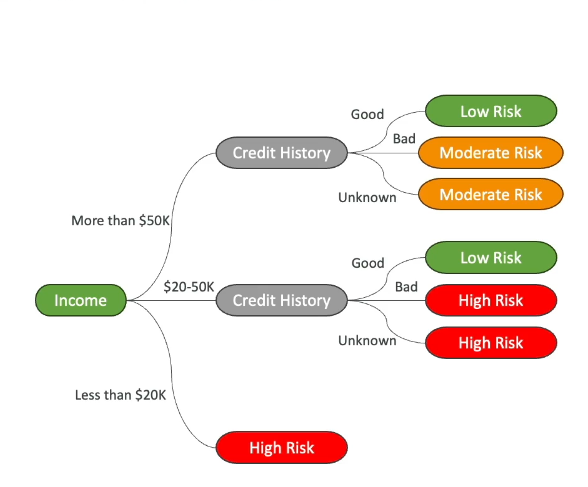 Good
Low Risk
Bad
Credit History
Moderate Risk
Unknown
Moderate Risk
More than $50K
Good
Low Risk
$20-50K
Bad
Income
Credit History
High Risk
Unknown
High Risk
Less than $20K
High Risk